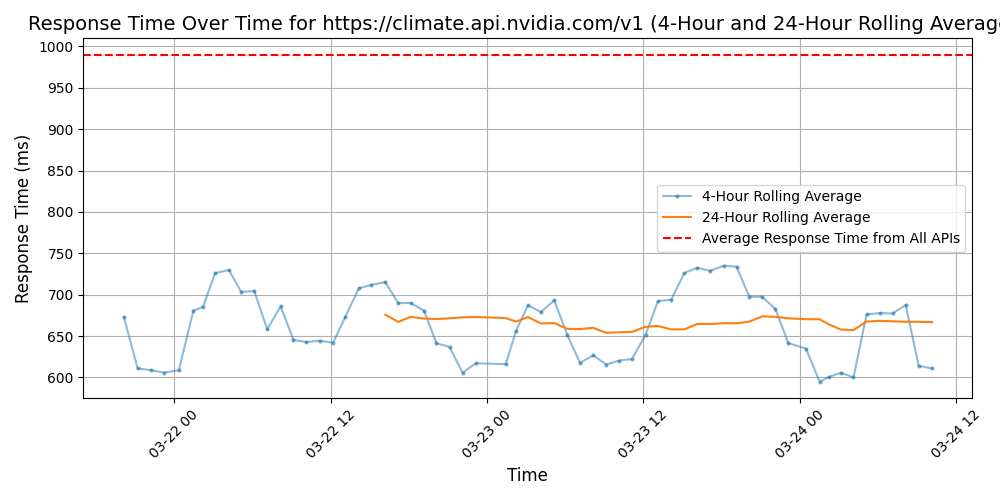 Response Time Over Time for https://climate.api.nvidia.com/v1 (4-Hour and 24-Hour Rolling Average
Response Time (ms)
1000
950
900
850
800
750
700
650
600
4-Hour Rolling Average
24-Hour Rolling Average
Average Response Time from All APIs
03-22 00
03-22 12
03-23 00
03-23 12
03-24 00
03-24 12
Time